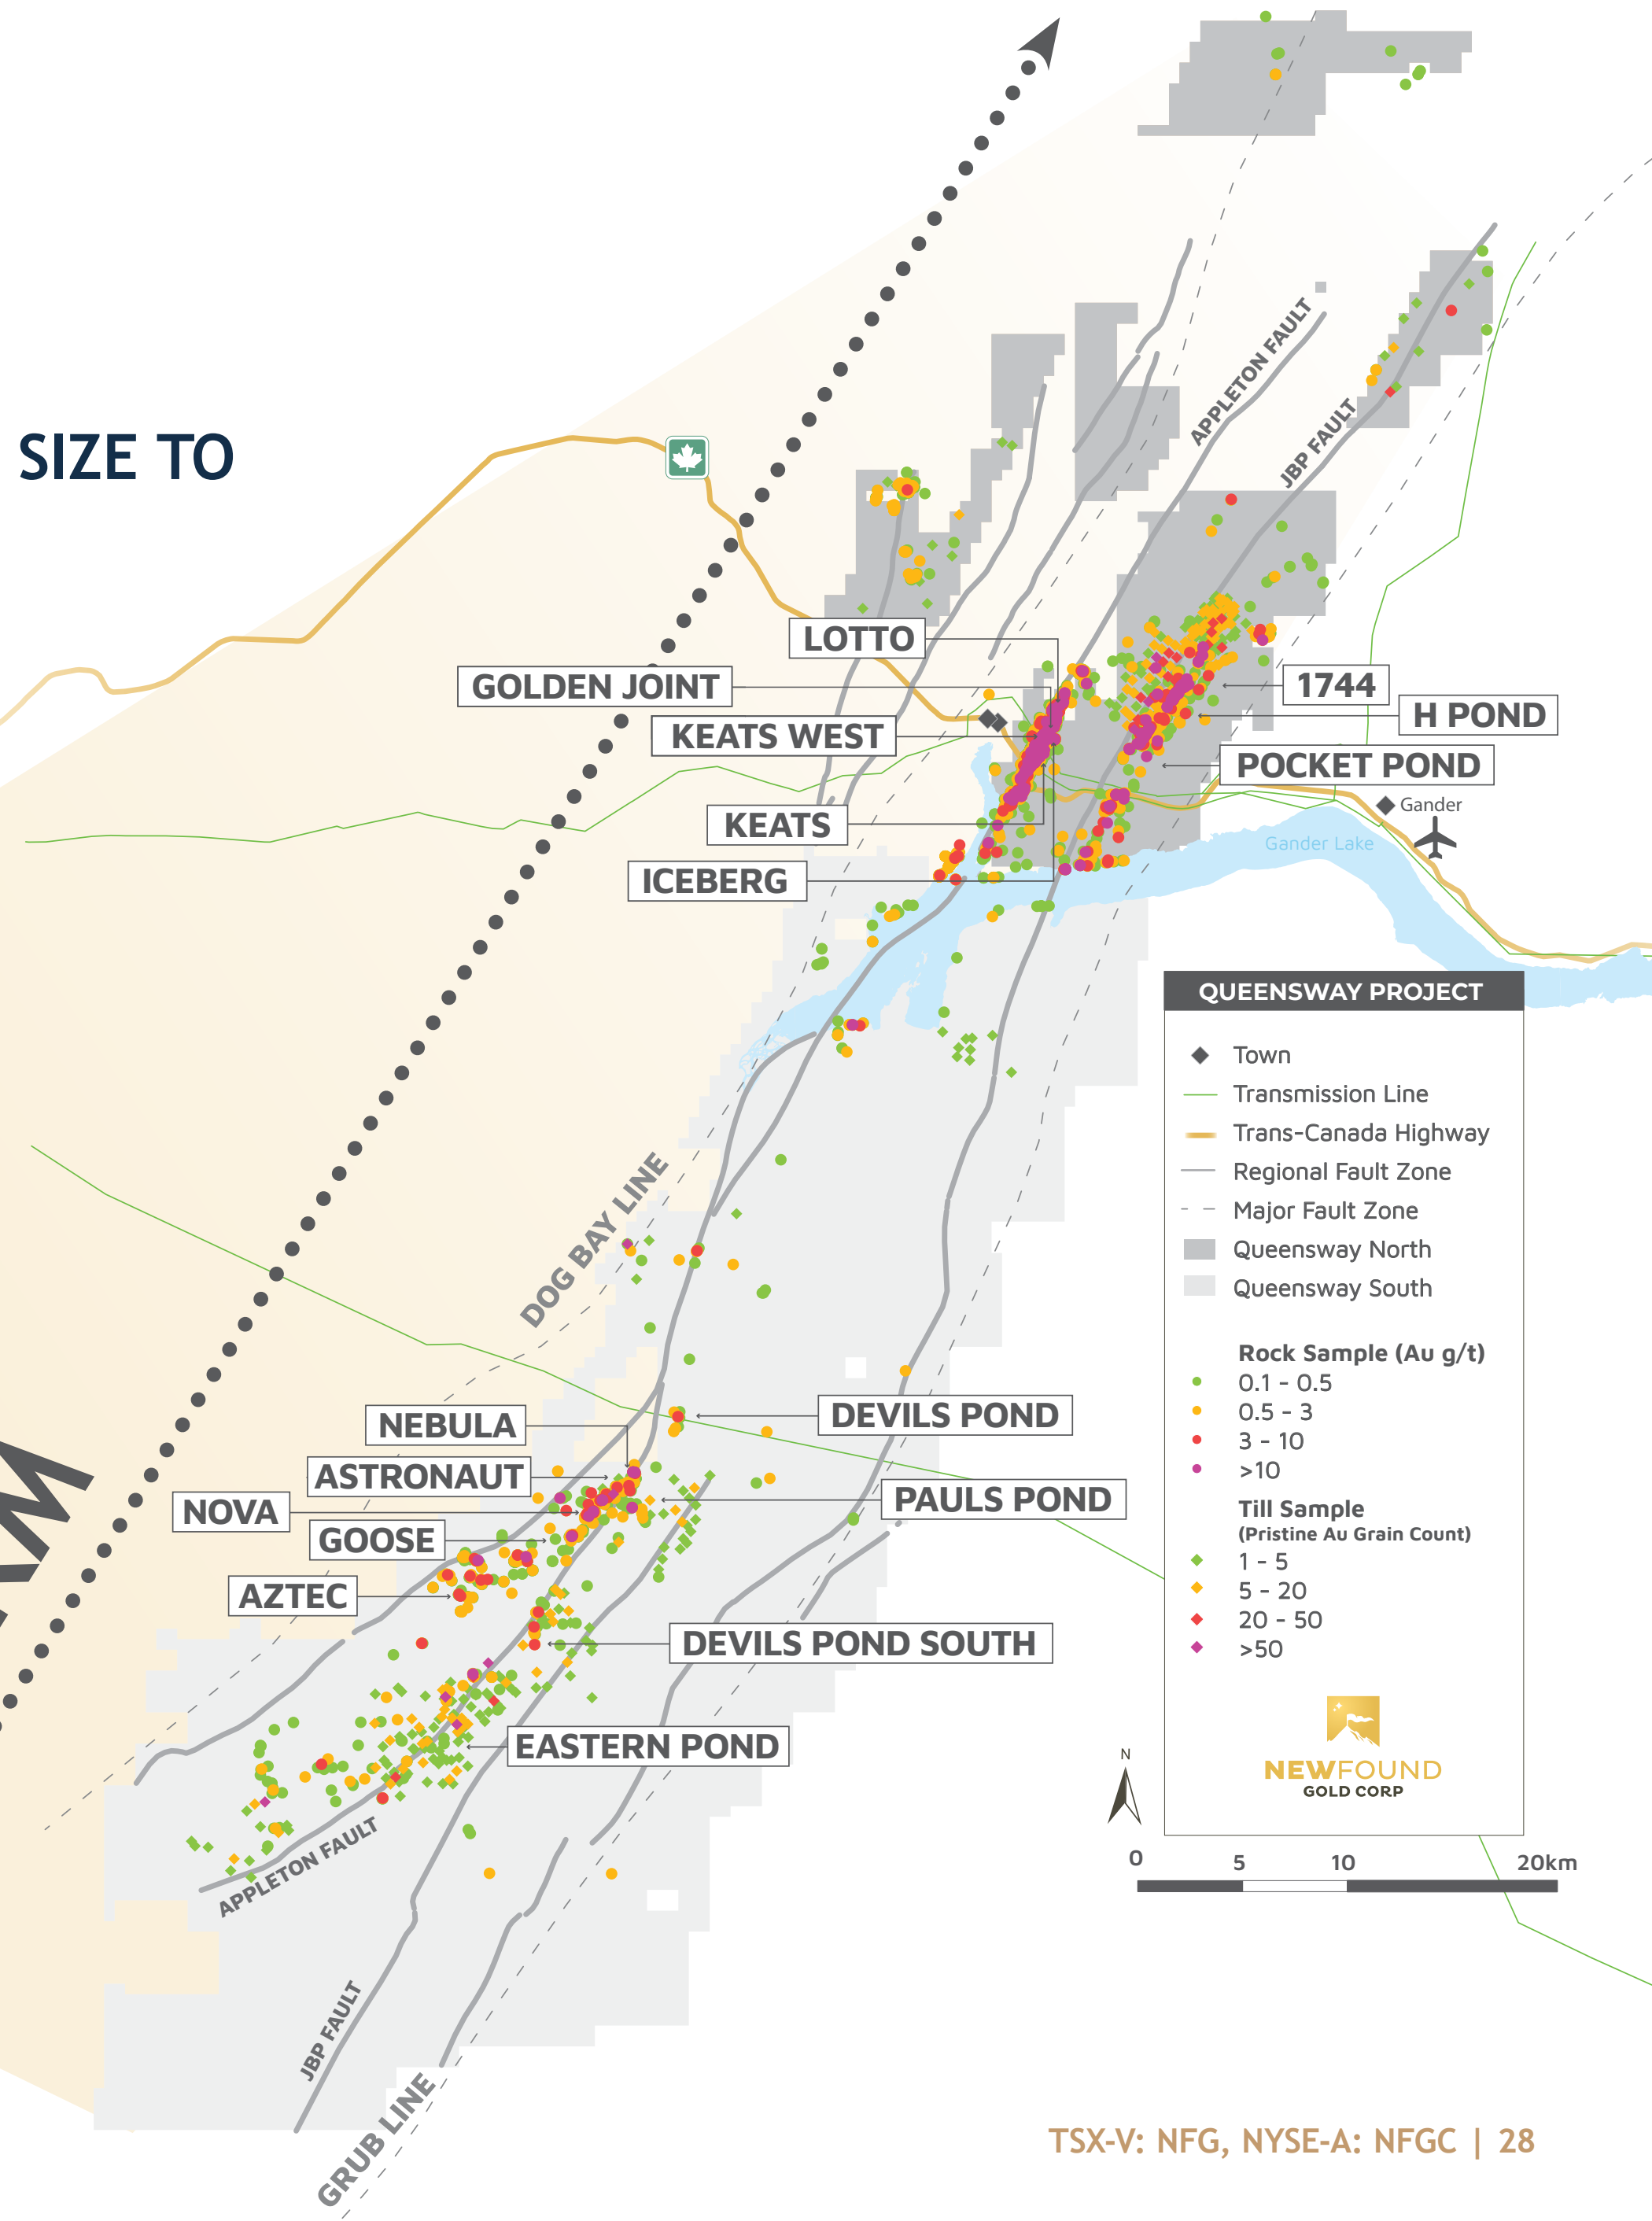 SIZE TO
APPLETON FAULT
JBP FAULT
LOTTO
GOLDEN JOINT
1744
H POND
KEATS WEST
POCKET POND
Gander
KEATS
Gander Lake
ICEBERG
QUEENSWAY PROJECT
Town
Transmission Line
Trans-Canada Highway
Regional Fault Zone
Major Fault Zone
Queensway North
Queensway South
Rock Sample (Au g/t)
0.1 - 0.5
0.5 - 3
3 - 10
>10
Till Sample
(Pristine Au Grain Count)
1 - 5
5 - 20
20 - 50
>50
NEWFOUND
GOLD CORP
DOG BAY LINE
NEBULA
DEVILS POND
ASTRONAUT
PAULS POND
NOVA
GOOSE
AZTEC
DEVILS POND SOUTH
EASTERN POND
APPLETON FAULT
JBP FAULT
GRUB LINE
N
0 5 10 20km
TSX-V: NFG, NYSE-A: NFGC | 28